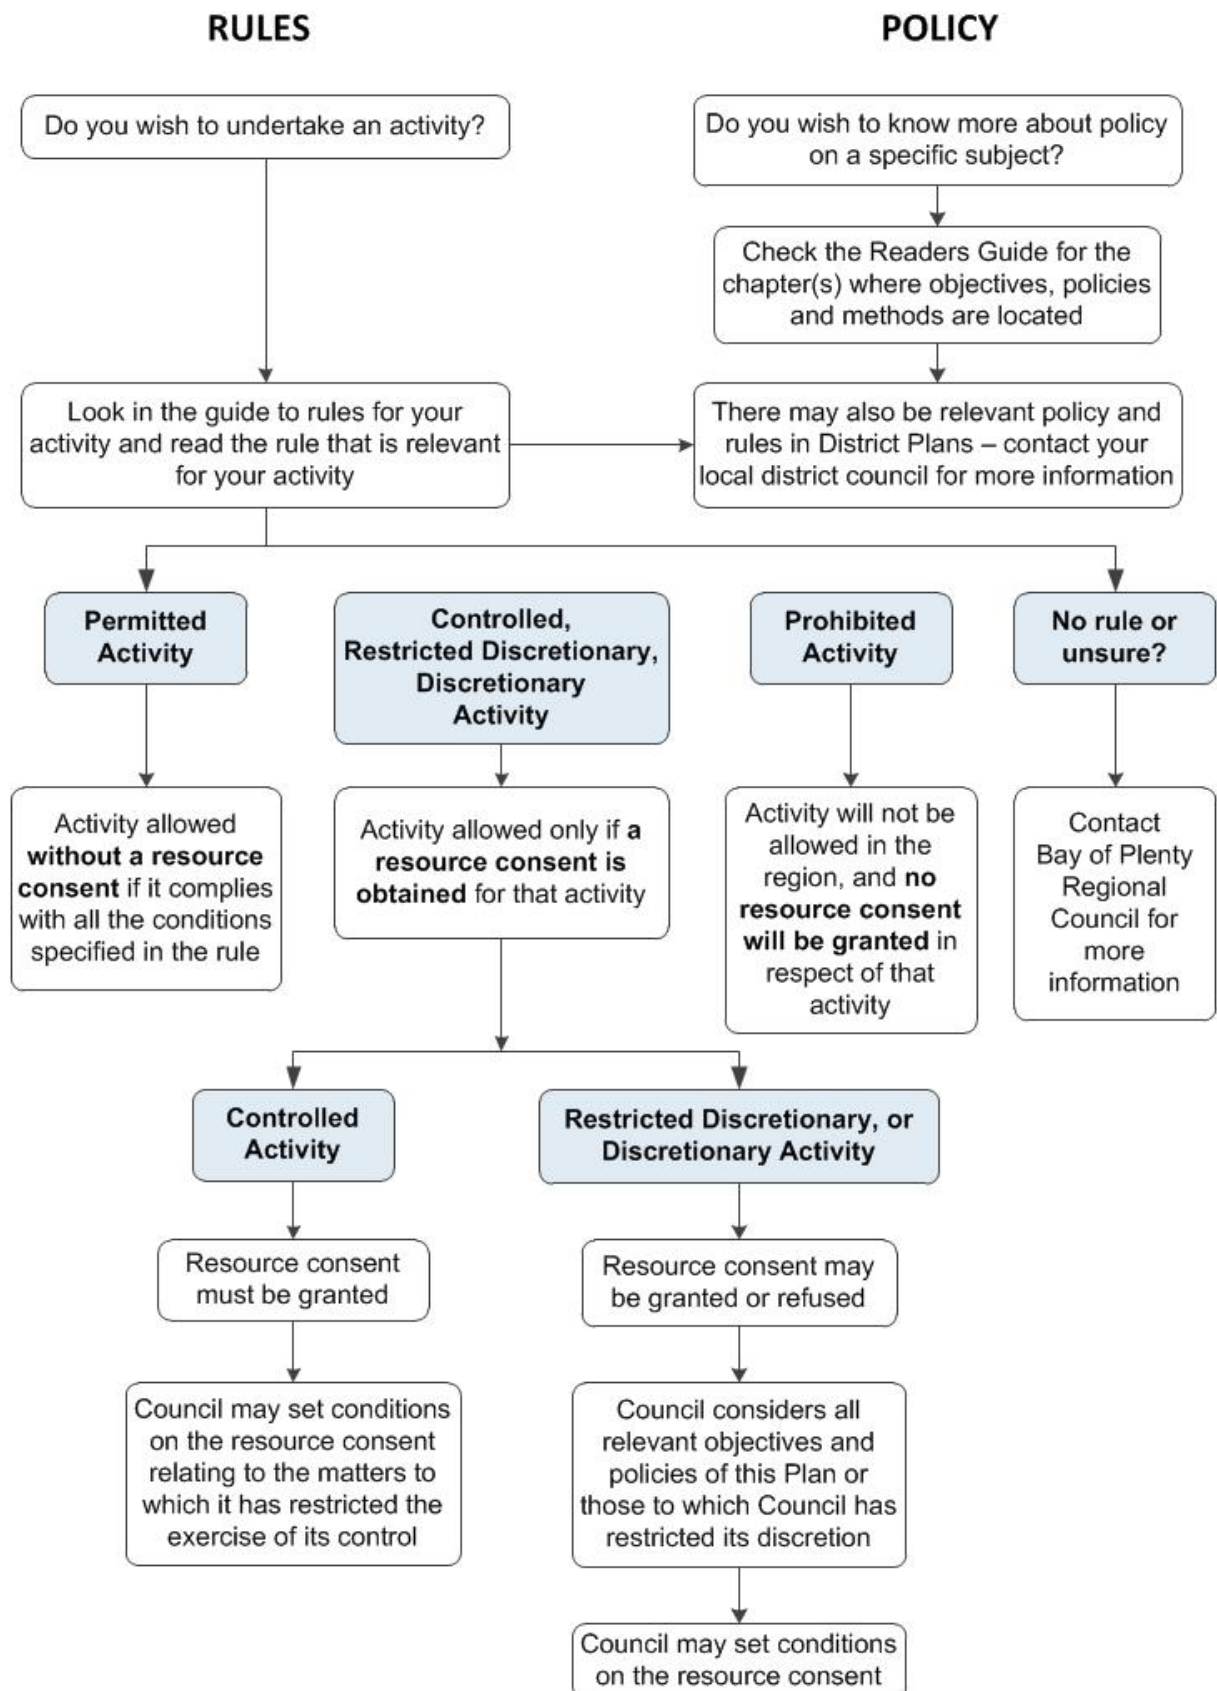 RULES
POLICY
Do you wish to undertake an activity?
Do you wish to know more about policy
on a specific subject?
Check the Readers Guide for the
chapter(s) where objectives, policies
and methods are located
Look in the guide to rules for your
activity and read the rule that is relevant
for your activity
There may also be relevant policy and
rules in District Plans – contact your
local district council for more information
Permitted
Activity
Controlled,
Restricted Discretionary,
Discretionary
Activity
Prohibited
Activity
No rule or
unsure?
Activity allowed
without a resource
consent if it complies
with all the conditions
specified in the rule
Activity allowed only if a
resource consent is
obtained for that activity
Activity will not be
allowed in the
region, and no
resource consent
will be granted in
respect of that
activity
Contact
Bay of Plenty
Regional
Council for
more
information
Controlled
Activity
Restricted Discretionary, or
Discretionary Activity
Resource consent
must be granted
Resource consent may
be granted or refused
Council may set conditions
on the resource consent
relating to the matters to
which it has restricted the
exercise of its control
Council considers all
relevant objectives and
policies of this Plan or
those to which Council has
restricted its discretion
Council may set conditions
on the resource consent